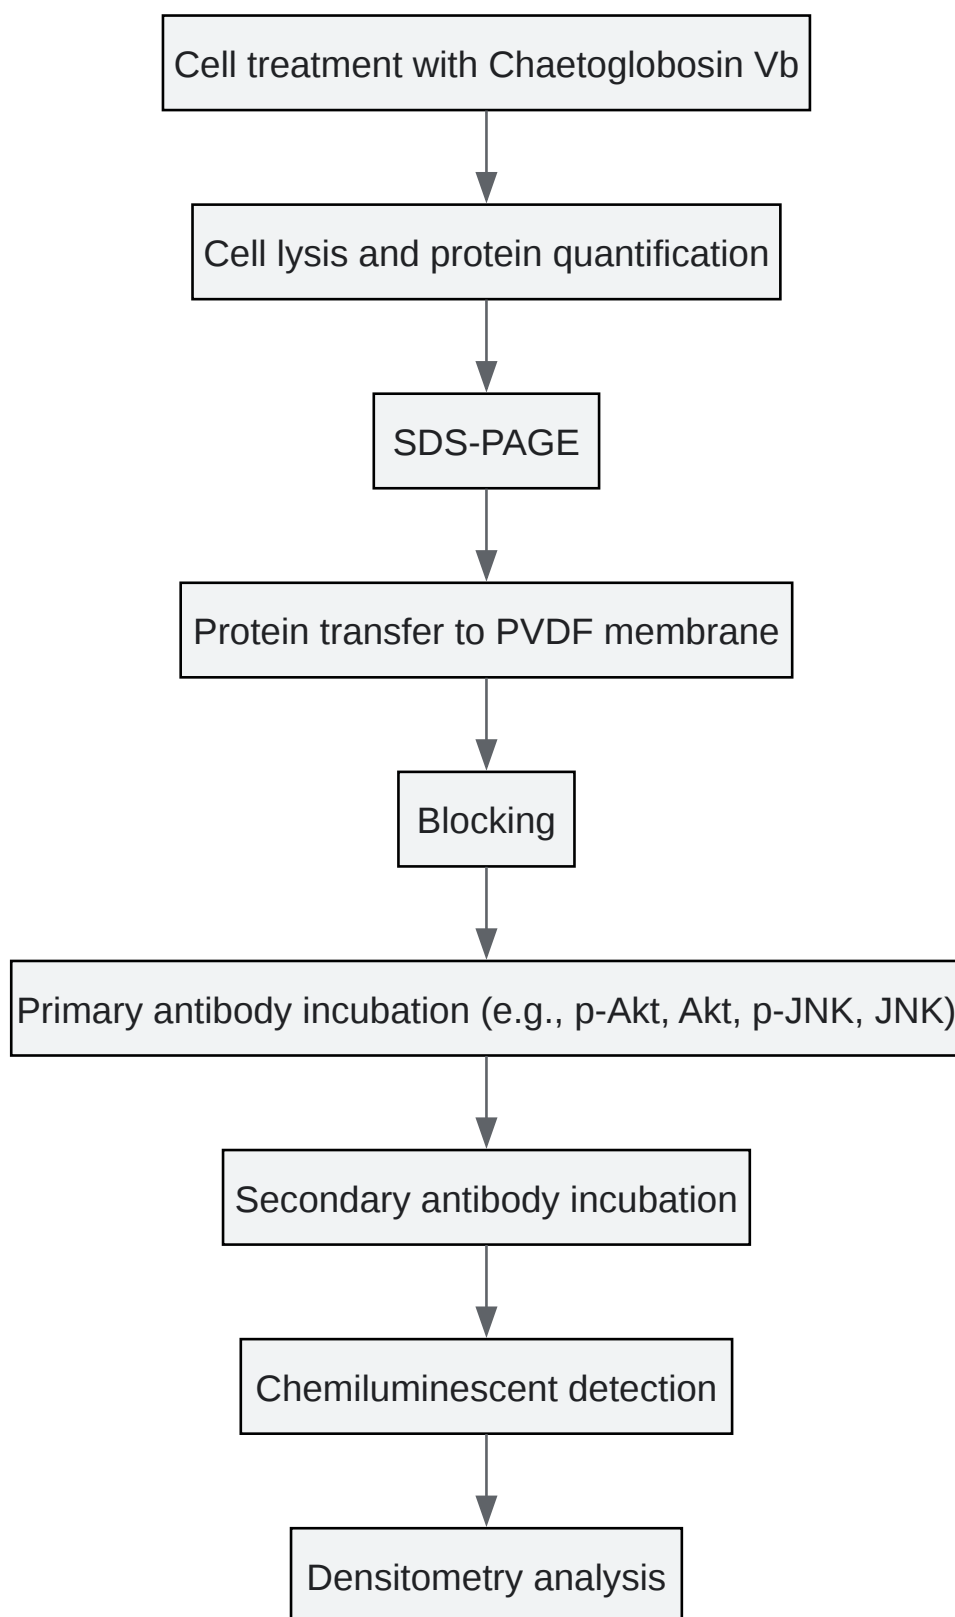 Cell treatment with Chaetoglobosin Vb
Cell lysis and protein quantification
SDS-PAGE
Protein transfer to PVDF membrane
Blocking
Primary antibody incubation (e.g., p-Akt, Akt, p-JNK, JNK)
Secondary antibody incubation
Chemiluminescent detection
Densitometry analysis